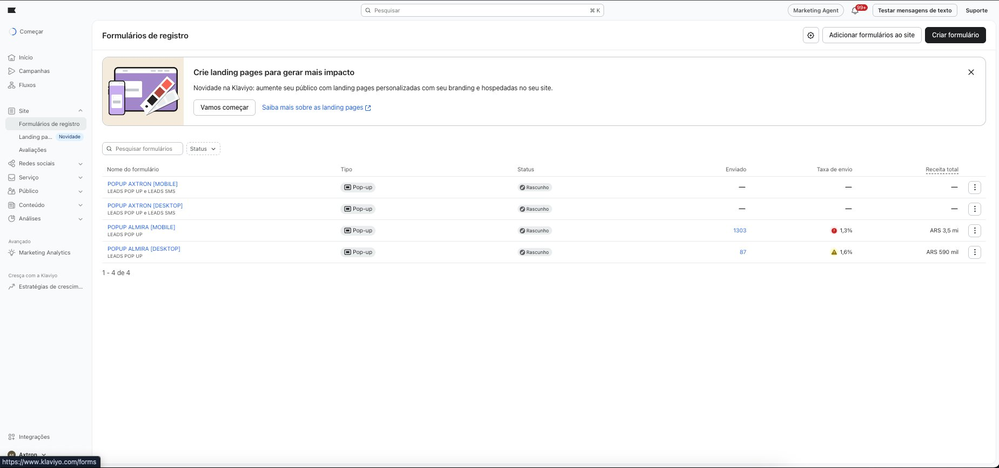 Pesquisar
⌘ K
Marketing Agent
99+
Testar mensagens de texto
Suporte
Começar
Início
Campanhas
Fluxos
Site
Formulários de registro
Landing pa... Novidade
Avaliações
Redes sociais
Serviço
Público
Conteúdo
Análises
Avançado
Marketing Analytics
Cresça com a Klaviyo
Estratégias de crescim...
Integrações
AX Axtron
https://www.klaviyo.com/forms
Formulários de registro
Adicionar formulários ao site
Criar formulário
Crie landing pages para gerar mais impacto
Novidade na Klaviyo: aumente seu público com landing pages personalizadas com seu branding e hospedadas no seu site.
Vamos começar
Saiba mais sobre as landing pages
Pesquisar formulários
Status
Nome do formulário Tipo Status Enviado Taxa de envio Receita total
POPUP AXTRON [MOBILE] Pop-up Rascunho — — —
LEADS POP UP e LEADS SMS
POPUP AXTRON [DESKTOP] Pop-up Rascunho — — —
LEADS POP UP e LEADS SMS
POPUP ALMIRA [MOBILE] Pop-up Rascunho 1303 1,3% ARS 3,5 mi
LEADS POP UP
POPUP ALMIRA [DESKTOP] Pop-up Rascunho 87 1,6% ARS 590 mil
LEADS POP UP
1 - 4 de 4